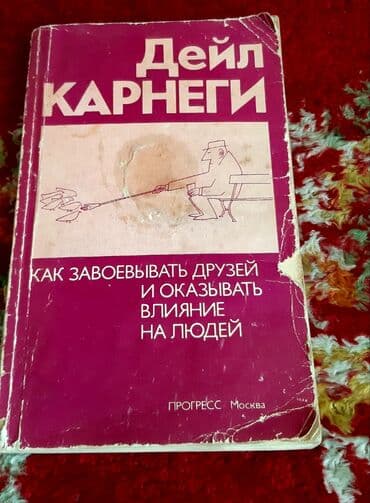 Дейл
КАРНЕГИ
КАК ЗАВОЕВЫВАТЬ ДРУЗЕЙ
И ОКАЗЫВАТЬ
ВЛИЯНИЕ
НА ЛЮДЕЙ
ПРОГРЕСС Москва